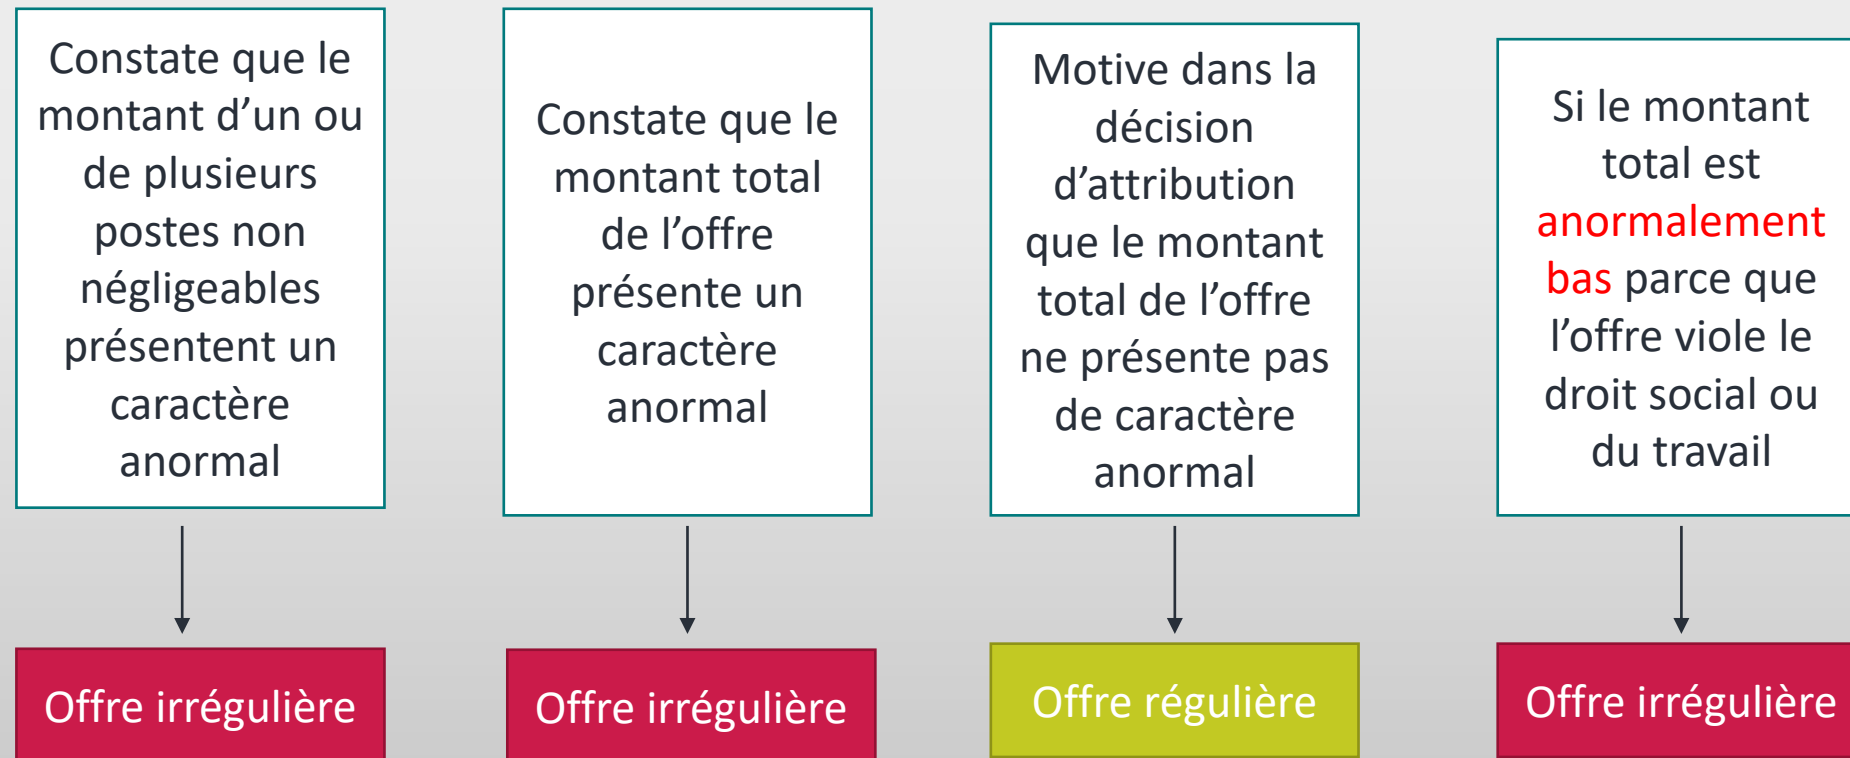 Constate que le
montant d’un ou
de plusieurs
postes non
négligeables
présentent un
caractère
anormal
Offre irrégulière
Constate que le
montant total
de l’offre
présente un
caractère
anormal
Offre irrégulière
Motive dans la
décision
d’attribution
que le montant
total de l’offre
ne présente pas
de caractère
anormal
Offre régulière
Si le montant
total est
anormalement
bas parce que
l’offre viole le
droit social ou
du travail
Offre irrégulière